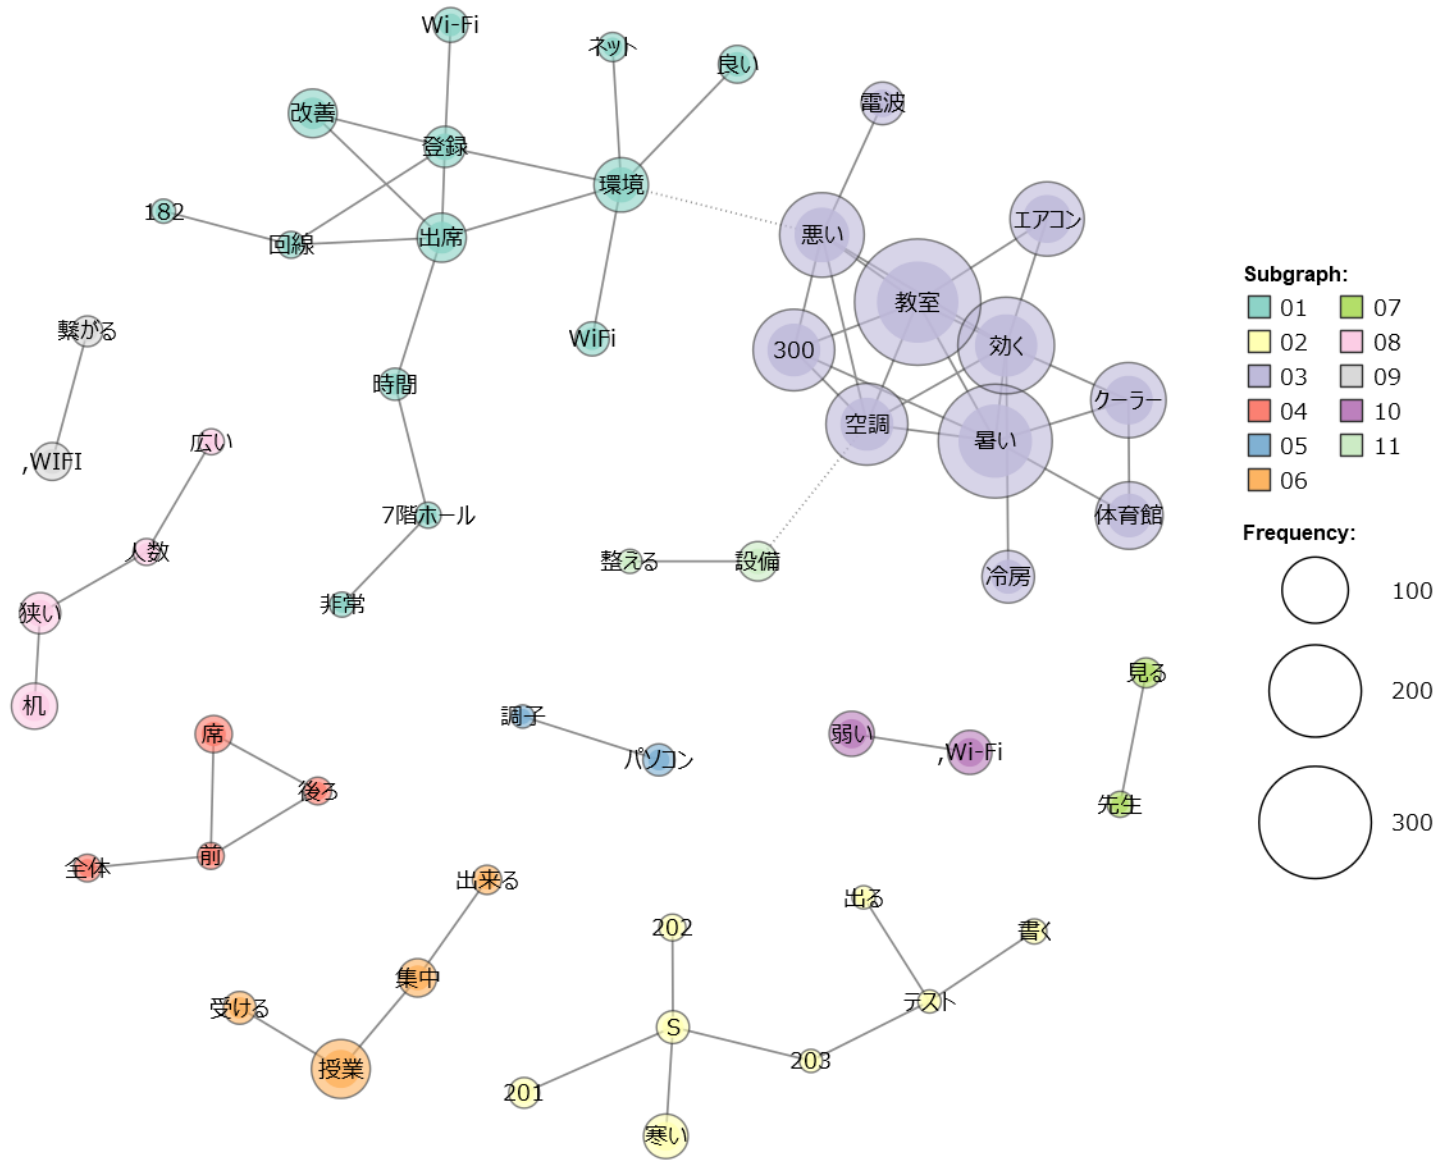 Wi-Fi
ネット
良い
改善
電波
登録
環境
182
エアコン
回線
出席
悪い
教室
繋がる
WiFi
300
効く
時間
クーラー
空調
広い
暑い
,WIFI
7階ホール
体育館
人数
整える
設備
冷房
非常
狭い
机
見る
席
調子
弱い
,Wi-Fi
パソコン
後ろ
先生
前
全体
出来る
出る
202
書く
集中
受ける
テスト
S
203
授業
201
寒い
Subgraph:
01 07
02 08
03 09
04 10
05 11
06
Frequency:
100
200
300